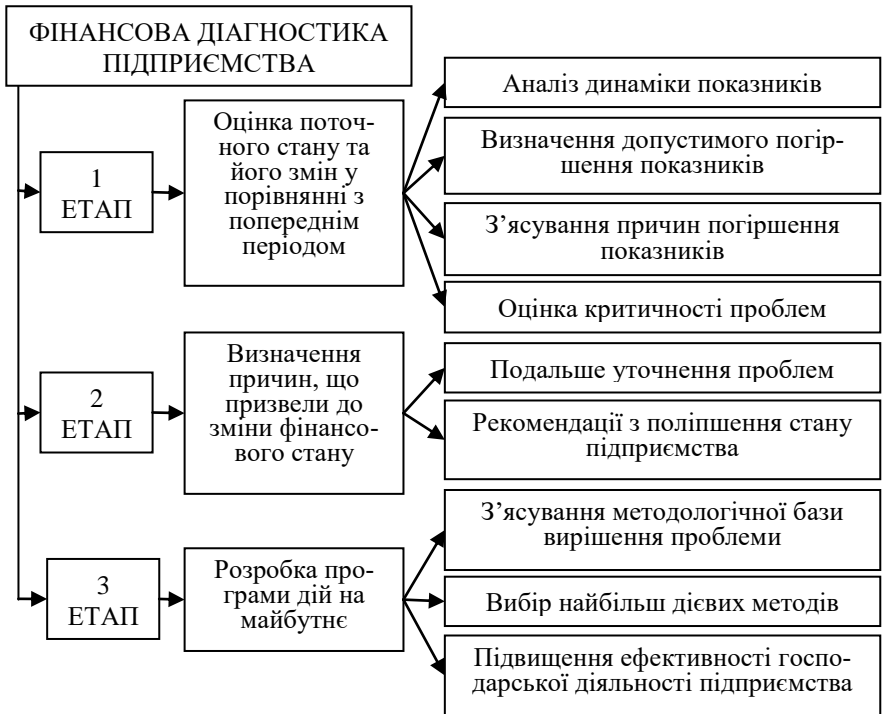 ФІНАНСОВА ДІАГНОСТИКА
ПІДПРИЄМСТВА
1
ЕТАП
Оцінка поточ-
ного стану та
його змін у
порівнянні з
попереднім
періодом
Аналіз динаміки показників
Визначення допустимого погір-
шення показників
З’ясування причин погіршення
показників
Оцінка критичності проблем
2
ЕТАП
Визначення
причин, що
призвели до
зміни фінансо-
вого стану
Подальше уточнення проблем
Рекомендації з поліпшення стану
підприємства
3
ЕТАП
Розробка про-
грами дій на
майбутнє
З’ясування методологічної бази
вирішення проблеми
Вибір найбільш дієвих методів
Підвищення ефективності госпо-
дарської діяльності підприємства